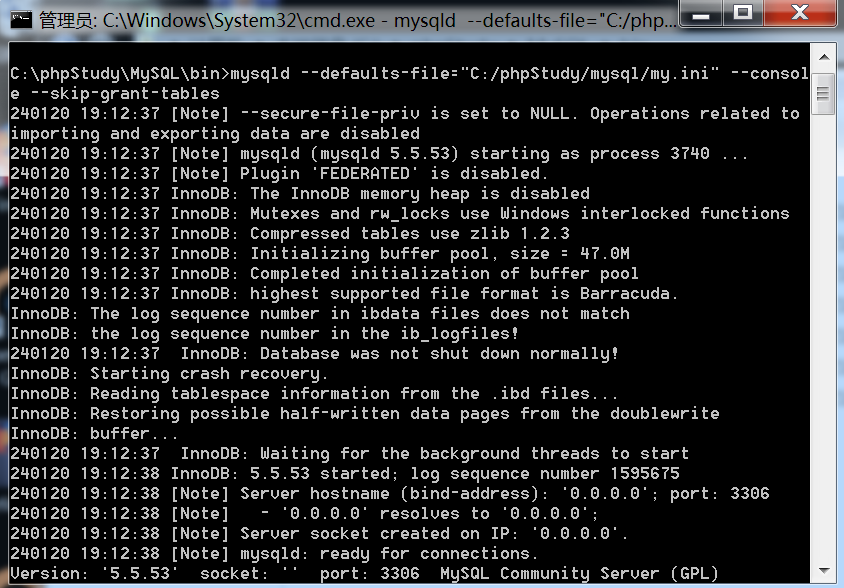 管理员: C:\Windows\System32\cmd.exe - mysqld  --defaults-file="C:/php...
C:\phpStudy\MySQL\bin>mysqld --defaults-file="C:/phpStudy/mysql/my.ini" --consol
e --skip-grant-tables
240120 19:12:37 [Note] --secure-file-priv is set to NULL. Operations related to
importing and exporting data are disabled
240120 19:12:37 [Note] mysqld (mysqld 5.5.53) starting as process 3740 ...
240120 19:12:37 [Note] Plugin 'FEDERATED' is disabled.
240120 19:12:37 InnoDB: The InnoDB memory heap is disabled
240120 19:12:37 InnoDB: Mutexes and rw_locks use Windows interlocked functions
240120 19:12:37 InnoDB: Compressed tables use zlib 1.2.3
240120 19:12:37 InnoDB: Initializing buffer pool, size = 47.0M
240120 19:12:37 InnoDB: Completed initialization of buffer pool
240120 19:12:37 InnoDB: highest supported file format is Barracuda.
InnoDB: The log sequence number in ibdata files does not match
InnoDB: the log sequence number in the ib_logfiles!
240120 19:12:37  InnoDB: Database was not shut down normally!
InnoDB: Starting crash recovery.
InnoDB: Reading tablespace information from the .ibd files...
InnoDB: Restoring possible half-written data pages from the doublewrite
InnoDB: buffer...
240120 19:12:37  InnoDB: Waiting for the background threads to start
240120 19:12:38 InnoDB: 5.5.53 started; log sequence number 1595675
240120 19:12:38 [Note] Server hostname (bind-address): '0.0.0.0'; port: 3306
240120 19:12:38 [Note]   - '0.0.0.0' resolves to '0.0.0.0';
240120 19:12:38 [Note] Server socket created on IP: '0.0.0.0'.
240120 19:12:38 [Note] mysqld: ready for connections.
Version: '5.5.53'  socket: ''  port: 3306  MySQL Community Server (GPL)